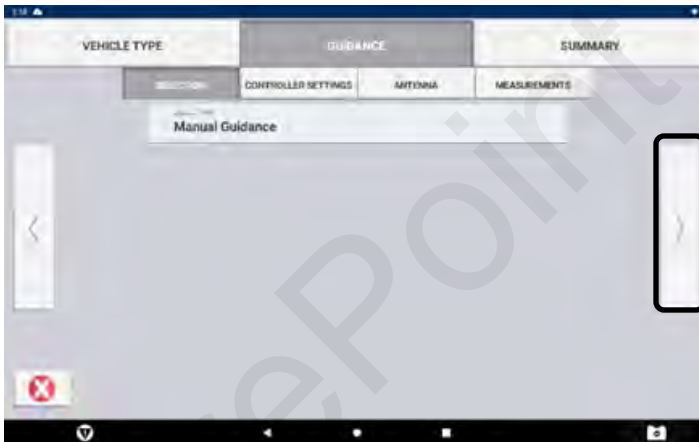 VEHICLE TYPE GUIDANCE SUMMARY
CONTROLLER SETTINGS ANTENNA MEASUREMENTS
Manual Guidance